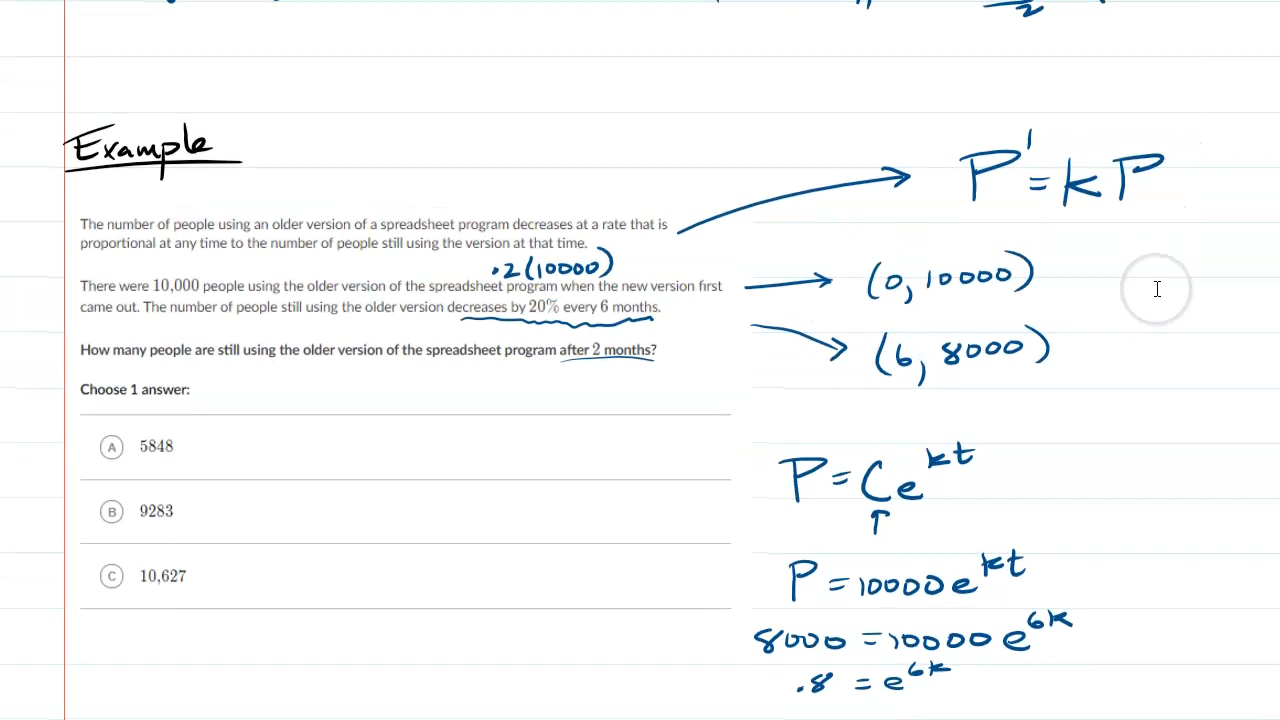 Example
The number of people using an older version of a spreadsheet program decreases at a rate that is
proportional at any time to the number of people still using the version at that time.
P' = kP
.2(10000)
There were 10,000 people using the older version of the spreadsheet program when the new version first
came out. The number of people still using the older version decreases by 20% every 6 months.
(0, 10000)
(6, 8000)
How many people are still using the older version of the spreadsheet program after 2 months?
Choose 1 answer:
A 5848
B 9283
C 10,627
P = Ce^kt
↑
P = 10000e^kt
8000 = 10000e^6k
.8 = e^6k